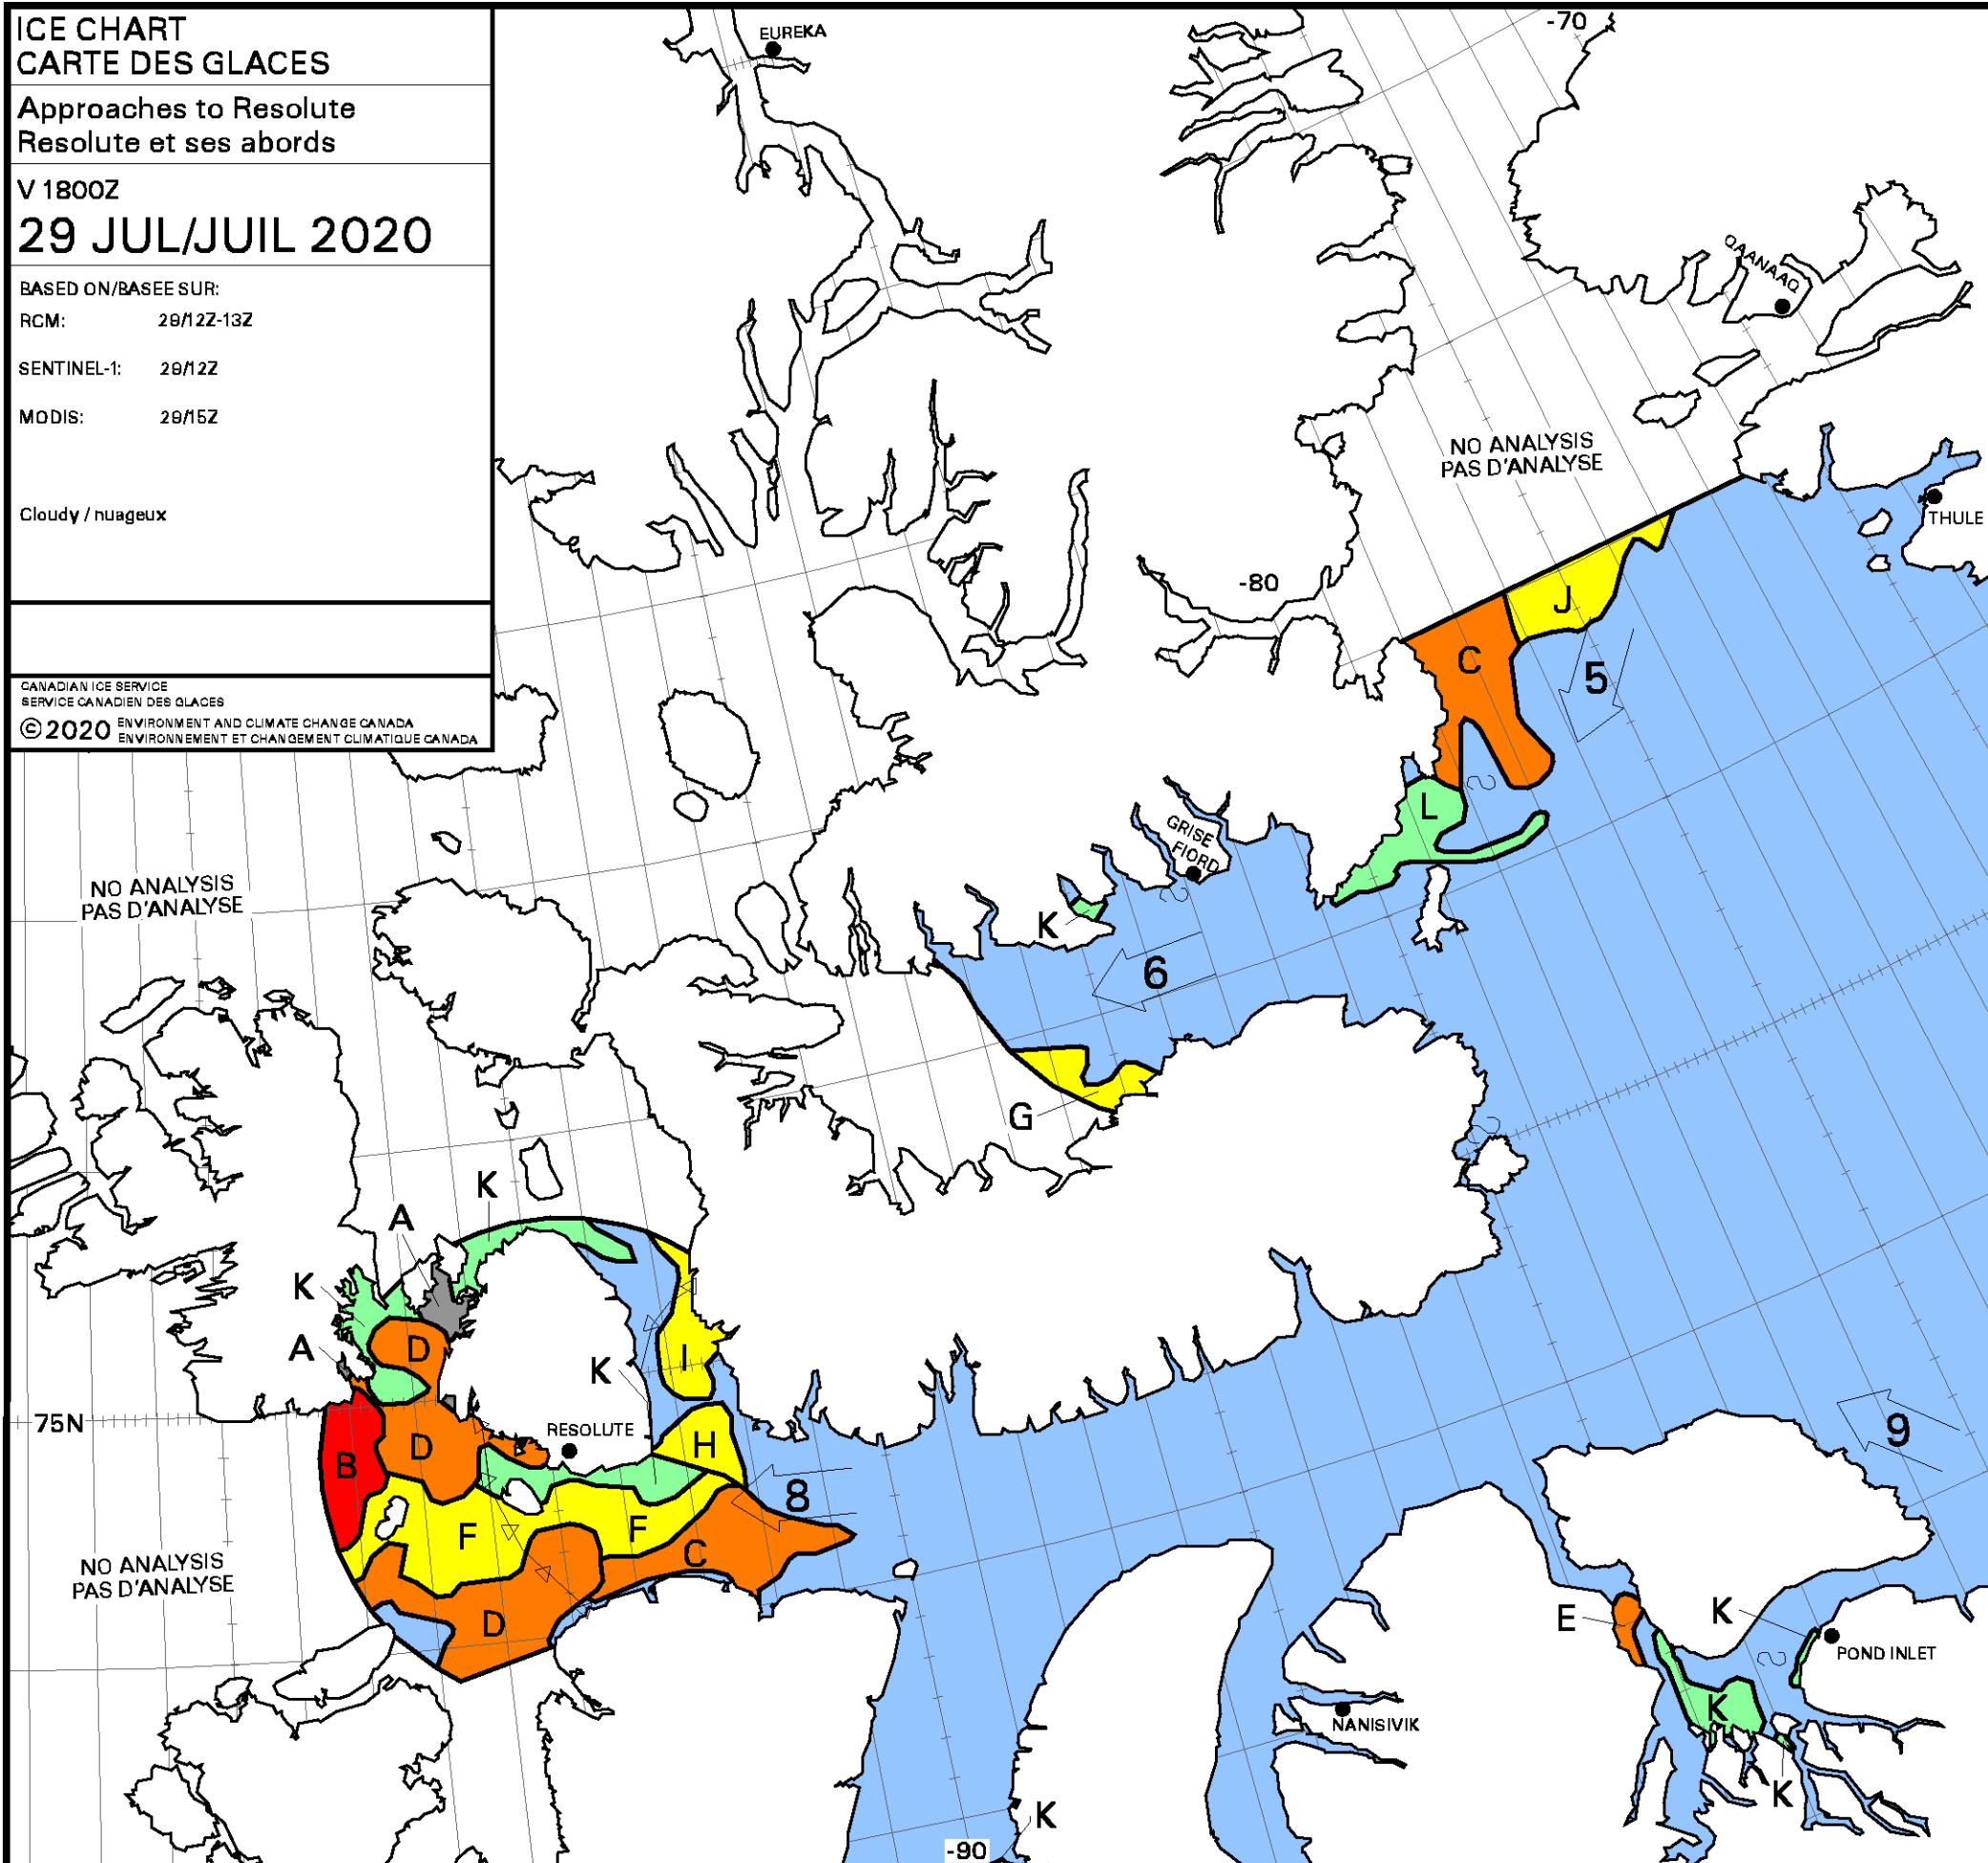 ICE CHART
CARTE DES GLACES
Approaches to Resolute
Resolute et ses abords
V 1800Z
29 JUL/JUIL 2020
BASED ON/BASEE SUR:
RCM: 29/12Z-13Z
SENTINEL-1: 29/12Z
MODIS: 29/15Z
Cloudy / nuageux
CANADIAN ICE SERVICE
SERVICE CANADIEN DES GLACES
© 2020 ENVIRONMENT AND CLIMATE CHANGE CANADA
ENVIRONNEMENT ET CHANGEMENT CLIMATIQUE CANADA
EUREKA
-70
QAANAAQ
NO ANALYSIS
PAS D'ANALYSE
THULE
-80
J
C
5
2
L
GRISE
FIORD
2
K
6
NO ANALYSIS
PAS D'ANALYSE
G
2
K
A
K
A
D
I
K
75N
D
B
RESOLUTE
H
9
8
F
F
C
NO ANALYSIS
PAS D'ANALYSE
D
E
K
2
POND INLET
K
NANISIVIK
K
K
-90